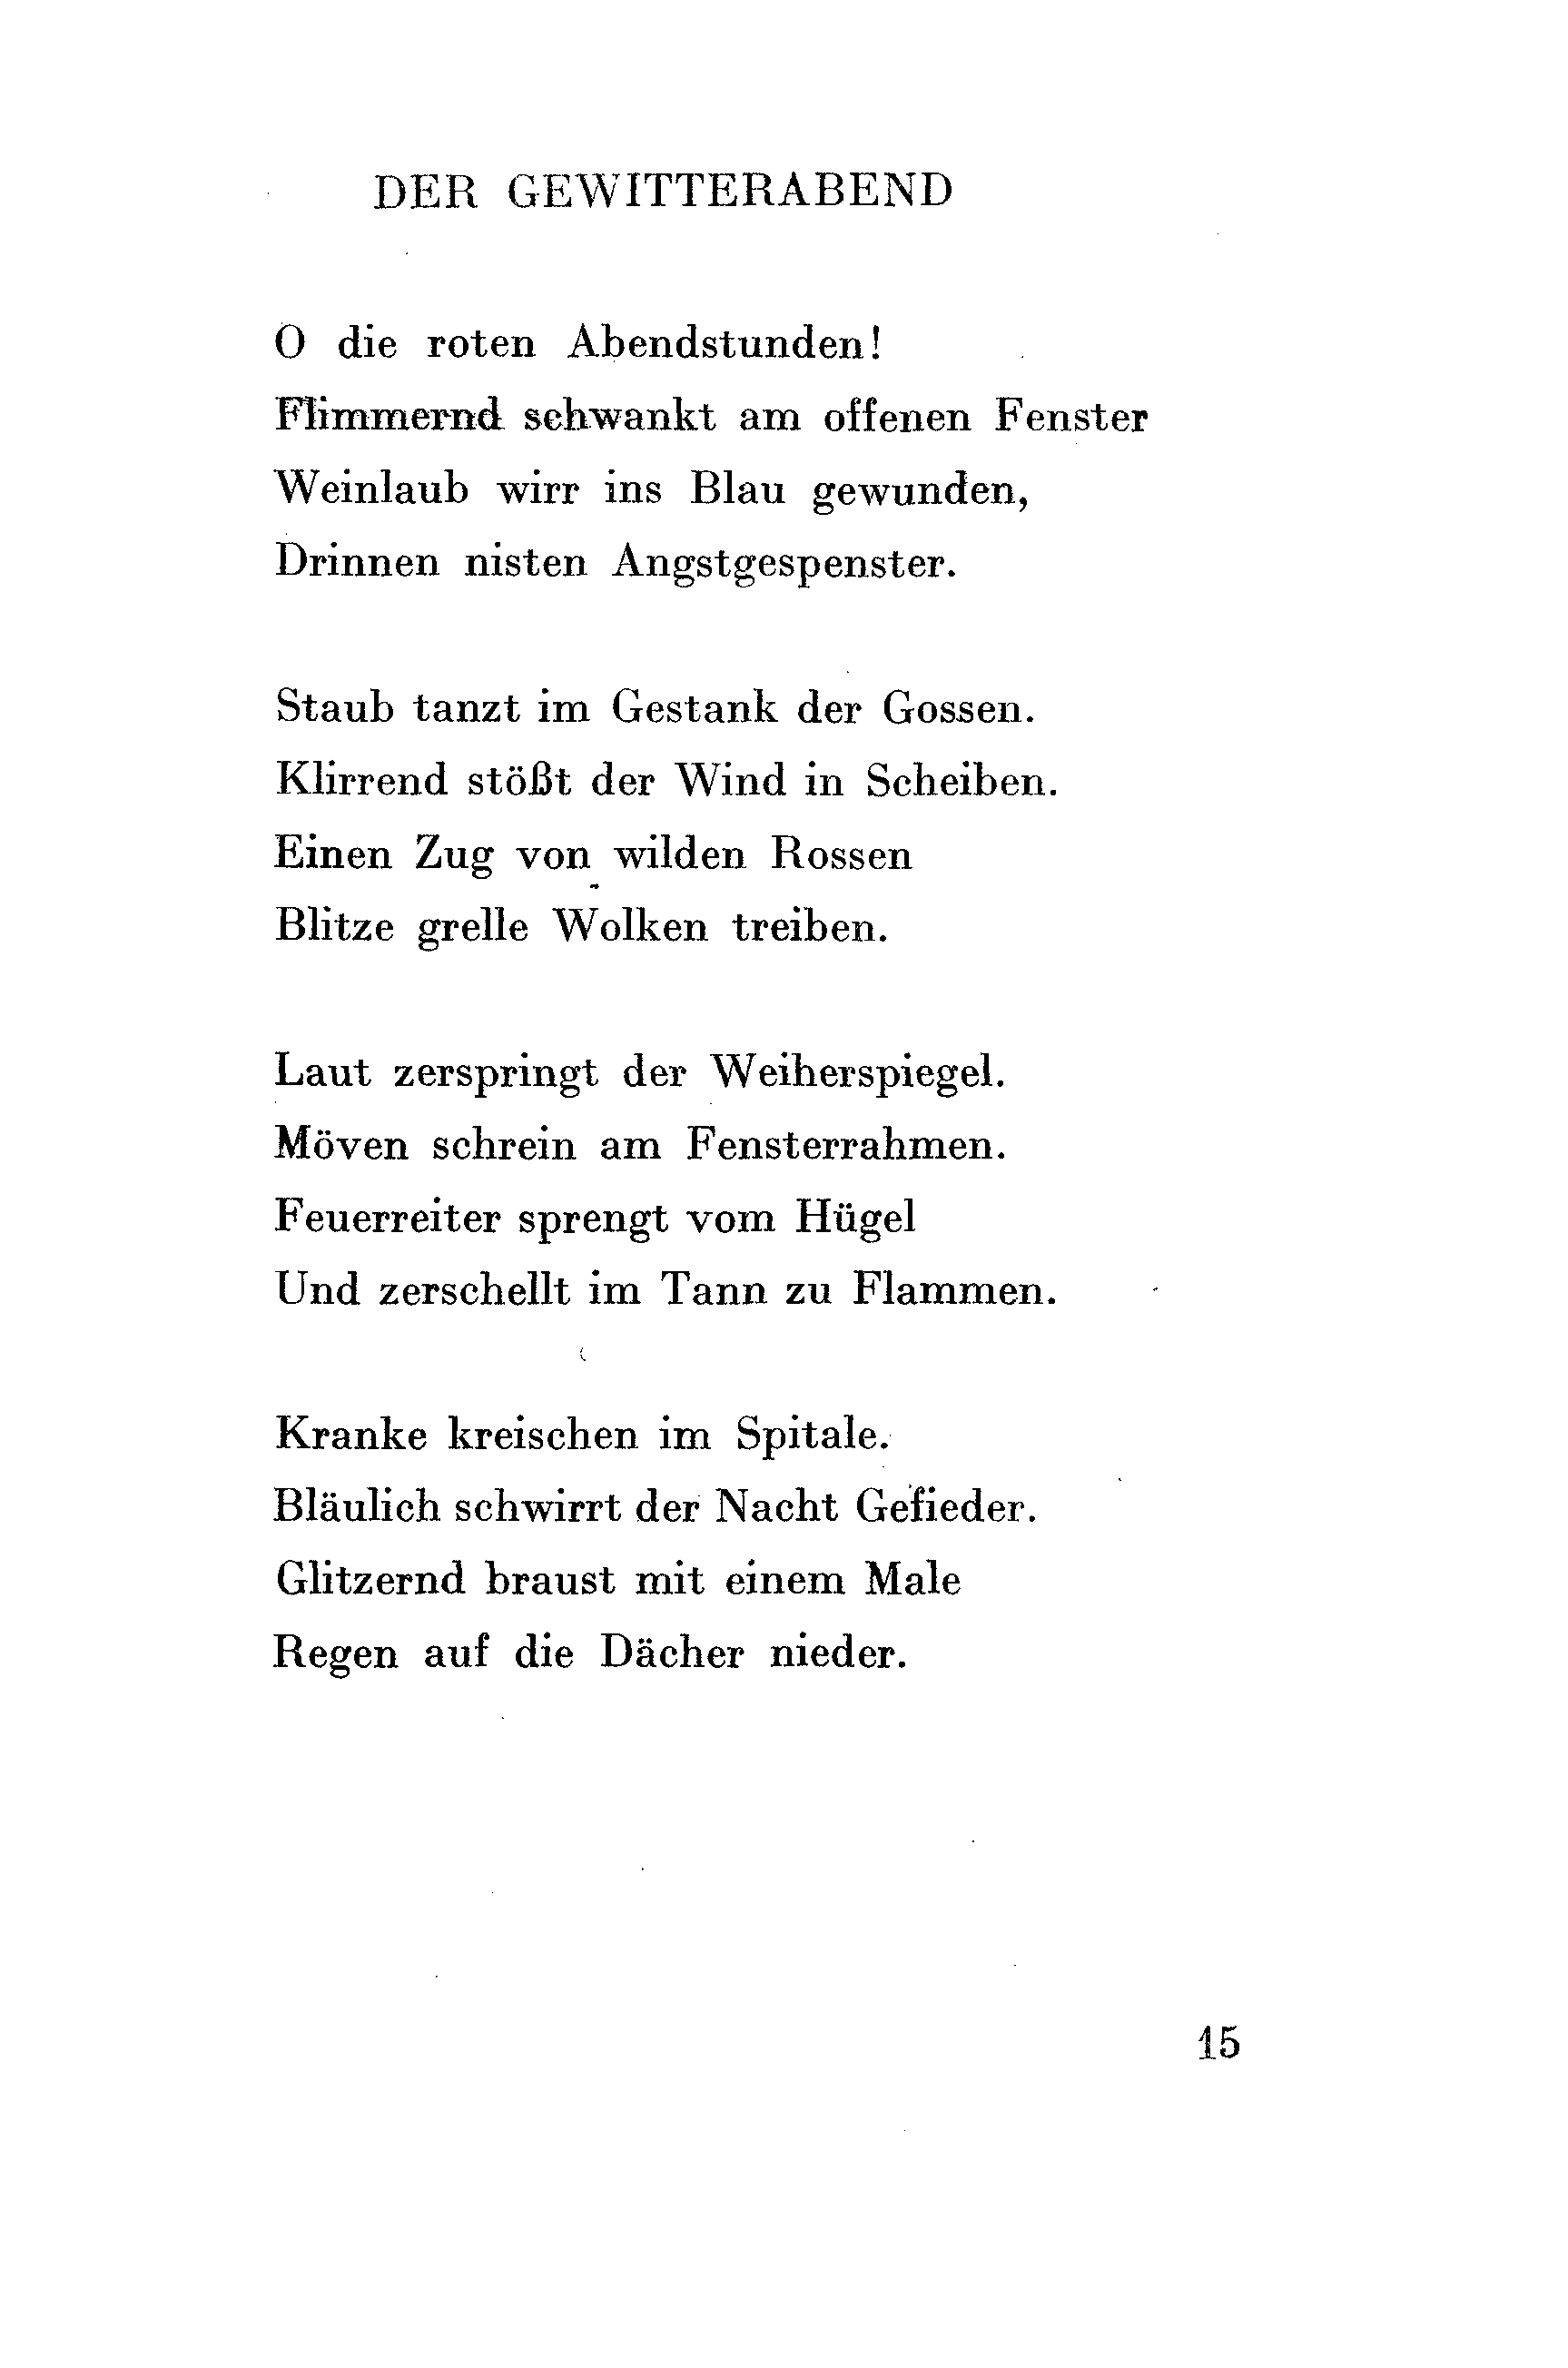 DER GEWITTERABEND
O die roten Abendstunden!
Flimmernd schwankt am offenen Fenster
Weinlaub wirr ins Blau gewunden,
Drinnen nisten Angstgespenster.
Staub tanzt im Gestank der Gossen.
Klirrend stößt der Wind in Scheiben.
Einen Zug von wilden Rossen
Blitze grelle Wolken treiben.
Laut zerspringt der Weiherspiegel.
Möven schrein am Fensterrahmen.
Feuerreiter sprengt vom Hügel
Und zerschellt im Tann zu Flammen.
Kranke kreischen im Spitale.
Bläulich schwirrt der Nacht Gefieder.
Glitzernd braust mit einem Male
Regen auf die Dächer nieder.
15